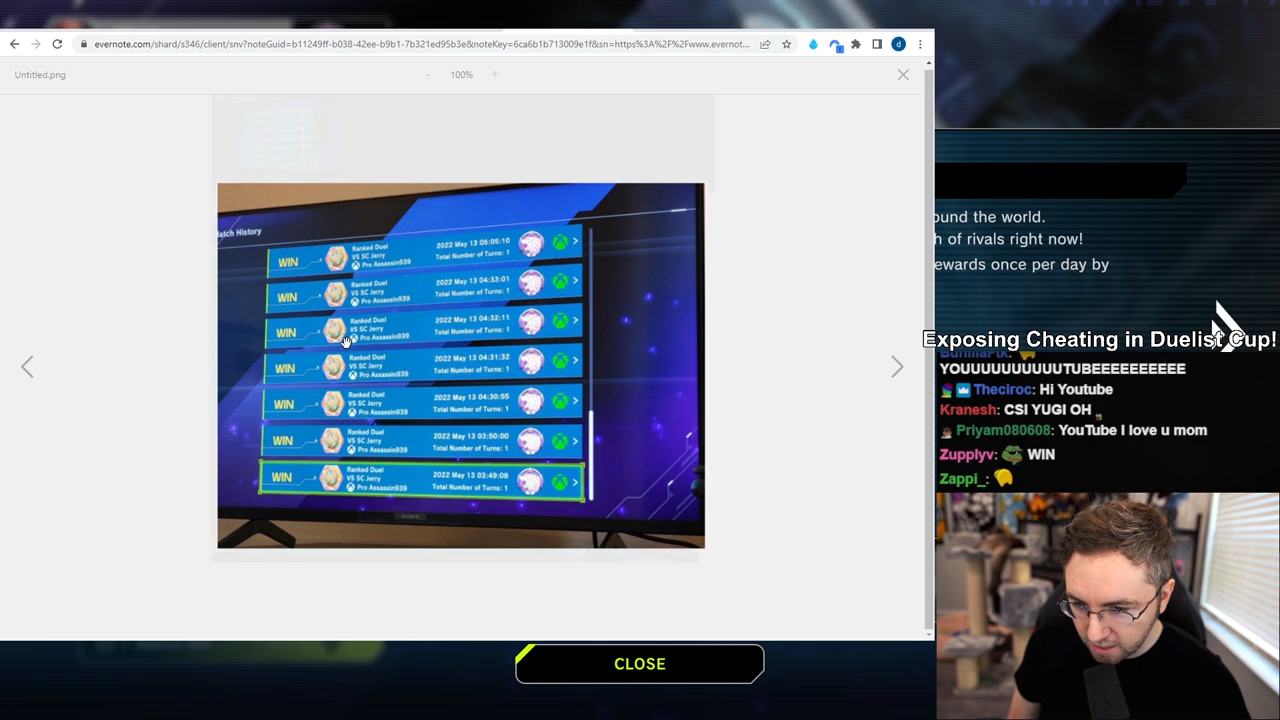 evernote.com/shard/s346/client/snv?noteGuid=b11249ff-b038-42ee-b9b1-7b321ed95b3e&noteKey=6ca6b1b713009e1f&sn=https%3A%2F%2Fwww.evernot...
Untitled.png
- 100% +
Match History
WIN
Ranked Duel
VS SC Jerry
Pro Assassin939
2022 May 13 05:05:10
Total Number of Turns: 1
WIN
Ranked Duel
VS SC Jerry
Pro Assassin939
2022 May 13 04:33:01
Total Number of Turns: 1
WIN
Ranked Duel
VS SC Jerry
Pro Assassin939
2022 May 13 04:32:11
Total Number of Turns: 1
WIN
Ranked Duel
VS SC Jerry
Pro Assassin939
2022 May 13 04:31:32
Total Number of Turns: 1
WIN
Ranked Duel
VS SC Jerry
Pro Assassin939
2022 May 13 04:30:55
Total Number of Turns: 1
WIN
Ranked Duel
VS SC Jerry
Pro Assassin939
2022 May 13 03:50:00
Total Number of Turns: 1
WIN
Ranked Duel
VS SC Jerry
Pro Assassin939
2022 May 13 03:49:08
Total Number of Turns: 1
SONY
ound the world.
h of rivals right now!
ewards once per day by
Exposing Cheating in Duelist Cup!
YOUUUUUUUUUUTUBEEEEEEEEEE
Theciroc: Hi Youtube
Kranesh: CSI YUGI OH
Priyam080608: YouTube I love u mom
Zupplyv: WIN
Zappi_:
CLOSE